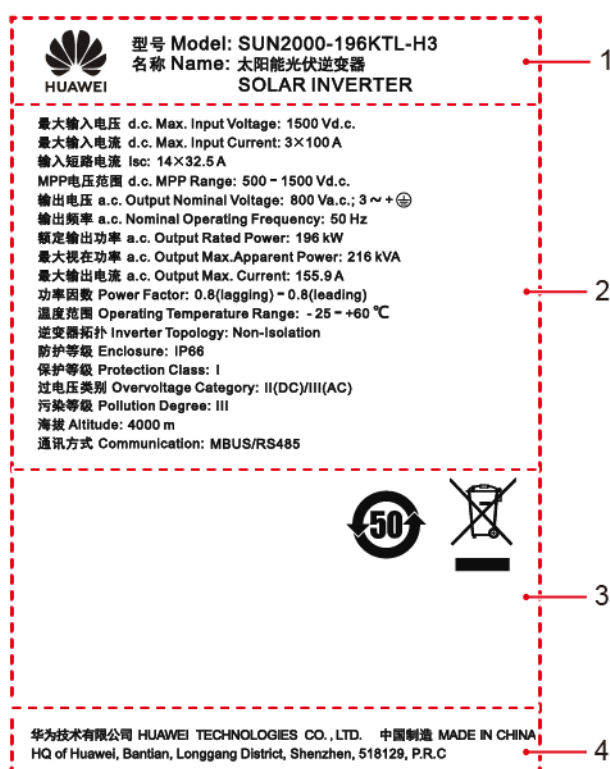 HUAWEI
型号 Model: SUN2000-196KTL-H3
名称 Name: 太阳能光伏逆变器
SOLAR INVERTER
1
最大输入电压 d.c. Max. Input Voltage: 1500 Vd.c.
最大输入电流 d.c. Max. Input Current: 3×100 A
输入短路电流 Isc: 14×32.5 A
MPP电压范围 d.c. MPP Range: 500 - 1500 Vd.c.
输出电压 a.c. Output Nominal Voltage: 800 Va.c.; 3 ~ + ⏚
输出频率 a.c. Nominal Operating Frequency: 50 Hz
额定输出功率 a.c. Output Rated Power: 196 kW
最大视在功率 a.c. Output Max.Apparent Power: 216 kVA
最大输出电流 a.c. Output Max. Current: 155.9 A
功率因数 Power Factor: 0.8(lagging) - 0.8(leading)
温度范围 Operating Temperature Range: - 25 - +60 ℃
逆变器拓扑 Inverter Topology: Non-Isolation
防护等级 Enclosure: IP66
保护等级 Protection Class: I
过电压类别 Overvoltage Category: II(DC)/III(AC)
污染等级 Pollution Degree: III
海拔 Altitude: 4000 m
通讯方式 Communication: MBUS/RS485
2
50
3
华为技术有限公司 HUAWEI TECHNOLOGIES CO., LTD. 中国制造 MADE IN CHINA
HQ of Huawei, Bantian, Longgang District, Shenzhen, 518129, P.R.C
4